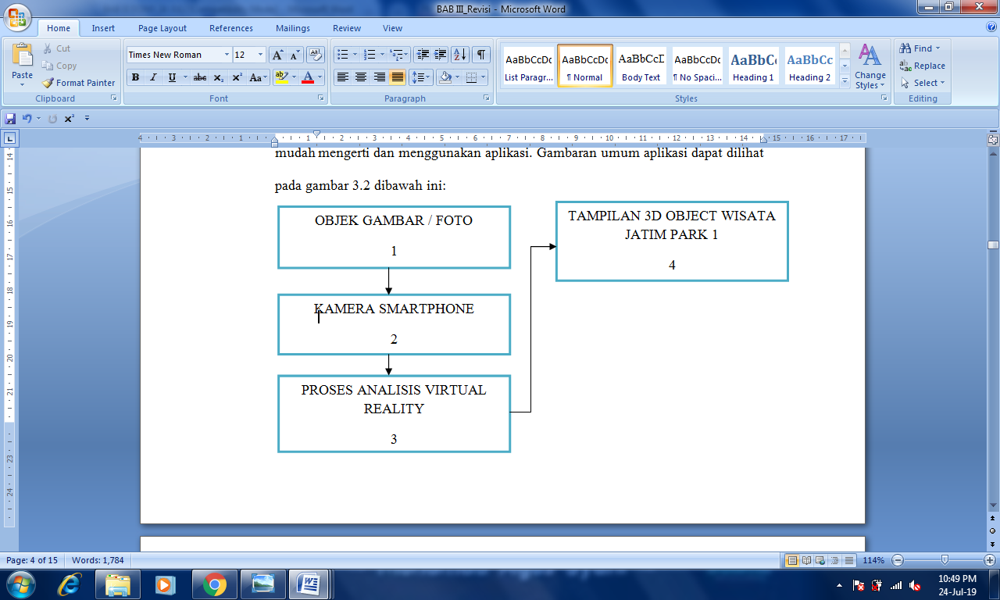 BAB III_Revisi - Microsoft Word
Home Insert Page Layout References Mailings Review View
Paste
Cut
Copy
Format Painter
Clipboard
Times New Roman 12
Font
Paragraph
AaBbCcDc AaBbCcDc AaBbCcD AaBbCcDc AaBbCc AaBbCc
List Paragr... ¶ Normal Body Text ¶ No Spaci... Heading 1 Heading 2
Change Styles
Styles
Find
Replace
Select
Editing
mudah mengerti dan menggunakan aplikasi. Gambaran umum aplikasi dapat dilihat
pada gambar 3.2 dibawah ini:
OBJEK GAMBAR / FOTO
1
KAMERA SMARTPHONE
2
PROSES ANALISIS VIRTUAL
REALITY
3
TAMPILAN 3D OBJECT WISATA
JATIM PARK 1
4
Page: 4 of 15 Words: 1,784 114%
10:49 PM
24-Jul-19